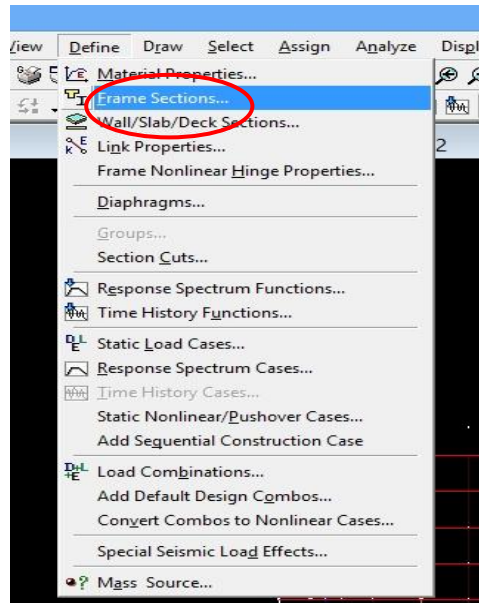 View Define Draw Select Assign Analyze Displ
Material Properties...
Frame Sections...
Wall/Slab/Deck Sections...
2
Link Properties...
Frame Nonlinear Hinge Properties...
Diaphragms...
Groups...
Section Cuts...
Response Spectrum Functions...
Time History Functions...
Static Load Cases...
Response Spectrum Cases...
Time History Cases...
Static Nonlinear/Pushover Cases...
Add Sequential Construction Case
Load Combinations...
Add Default Design Combos...
Convert Combos to Nonlinear Cases...
Special Seismic Load Effects...
Mass Source...